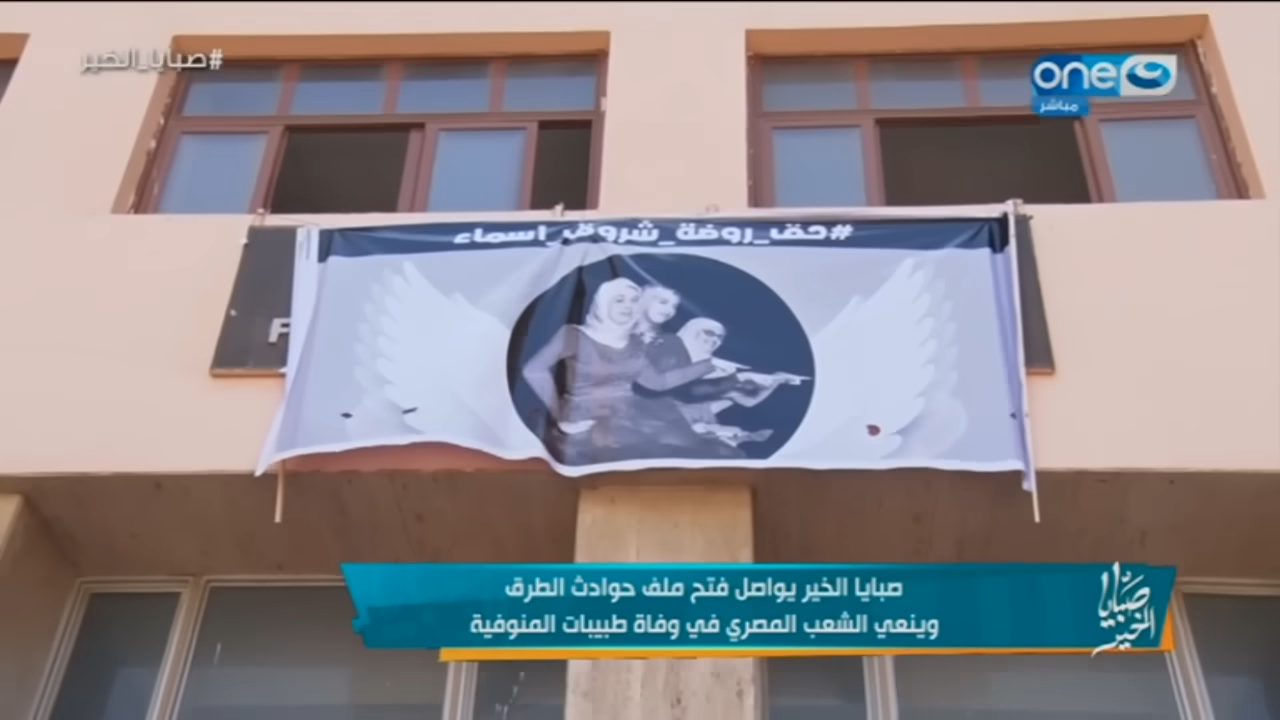 #صبايا_الخير
one
مباشر
#حق_روضة_شروق_اسماء
F
صبايا الخير يواصل فتح ملف حوادث الطرق
وينعي الشعب المصري في وفاة طبيبات المنوفية
صبايا
الخير